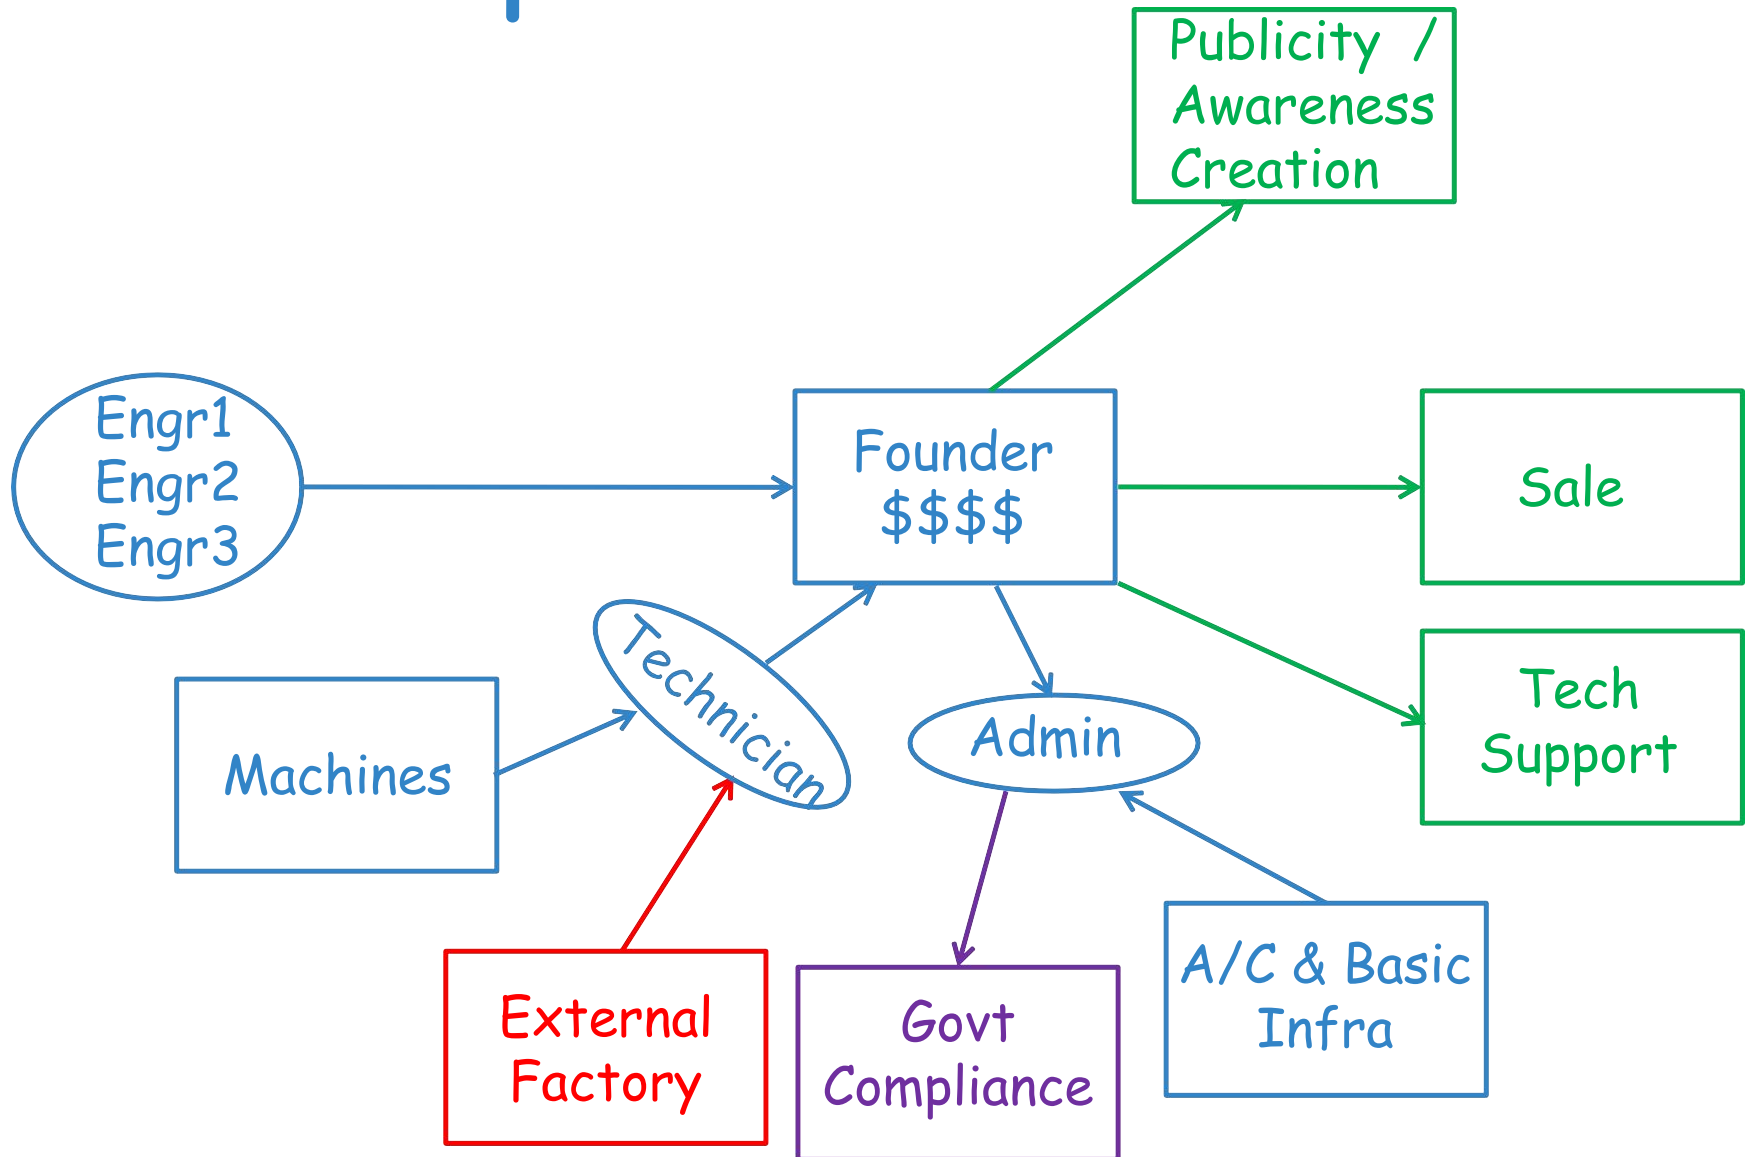 Publicity /
Awareness
Creation
Engr1
Engr2
Engr3
Founder
$$$$
Sale
Technician
Machines
Admin
Tech
Support
External
Factory
Govt
Compliance
A/C & Basic
Infra